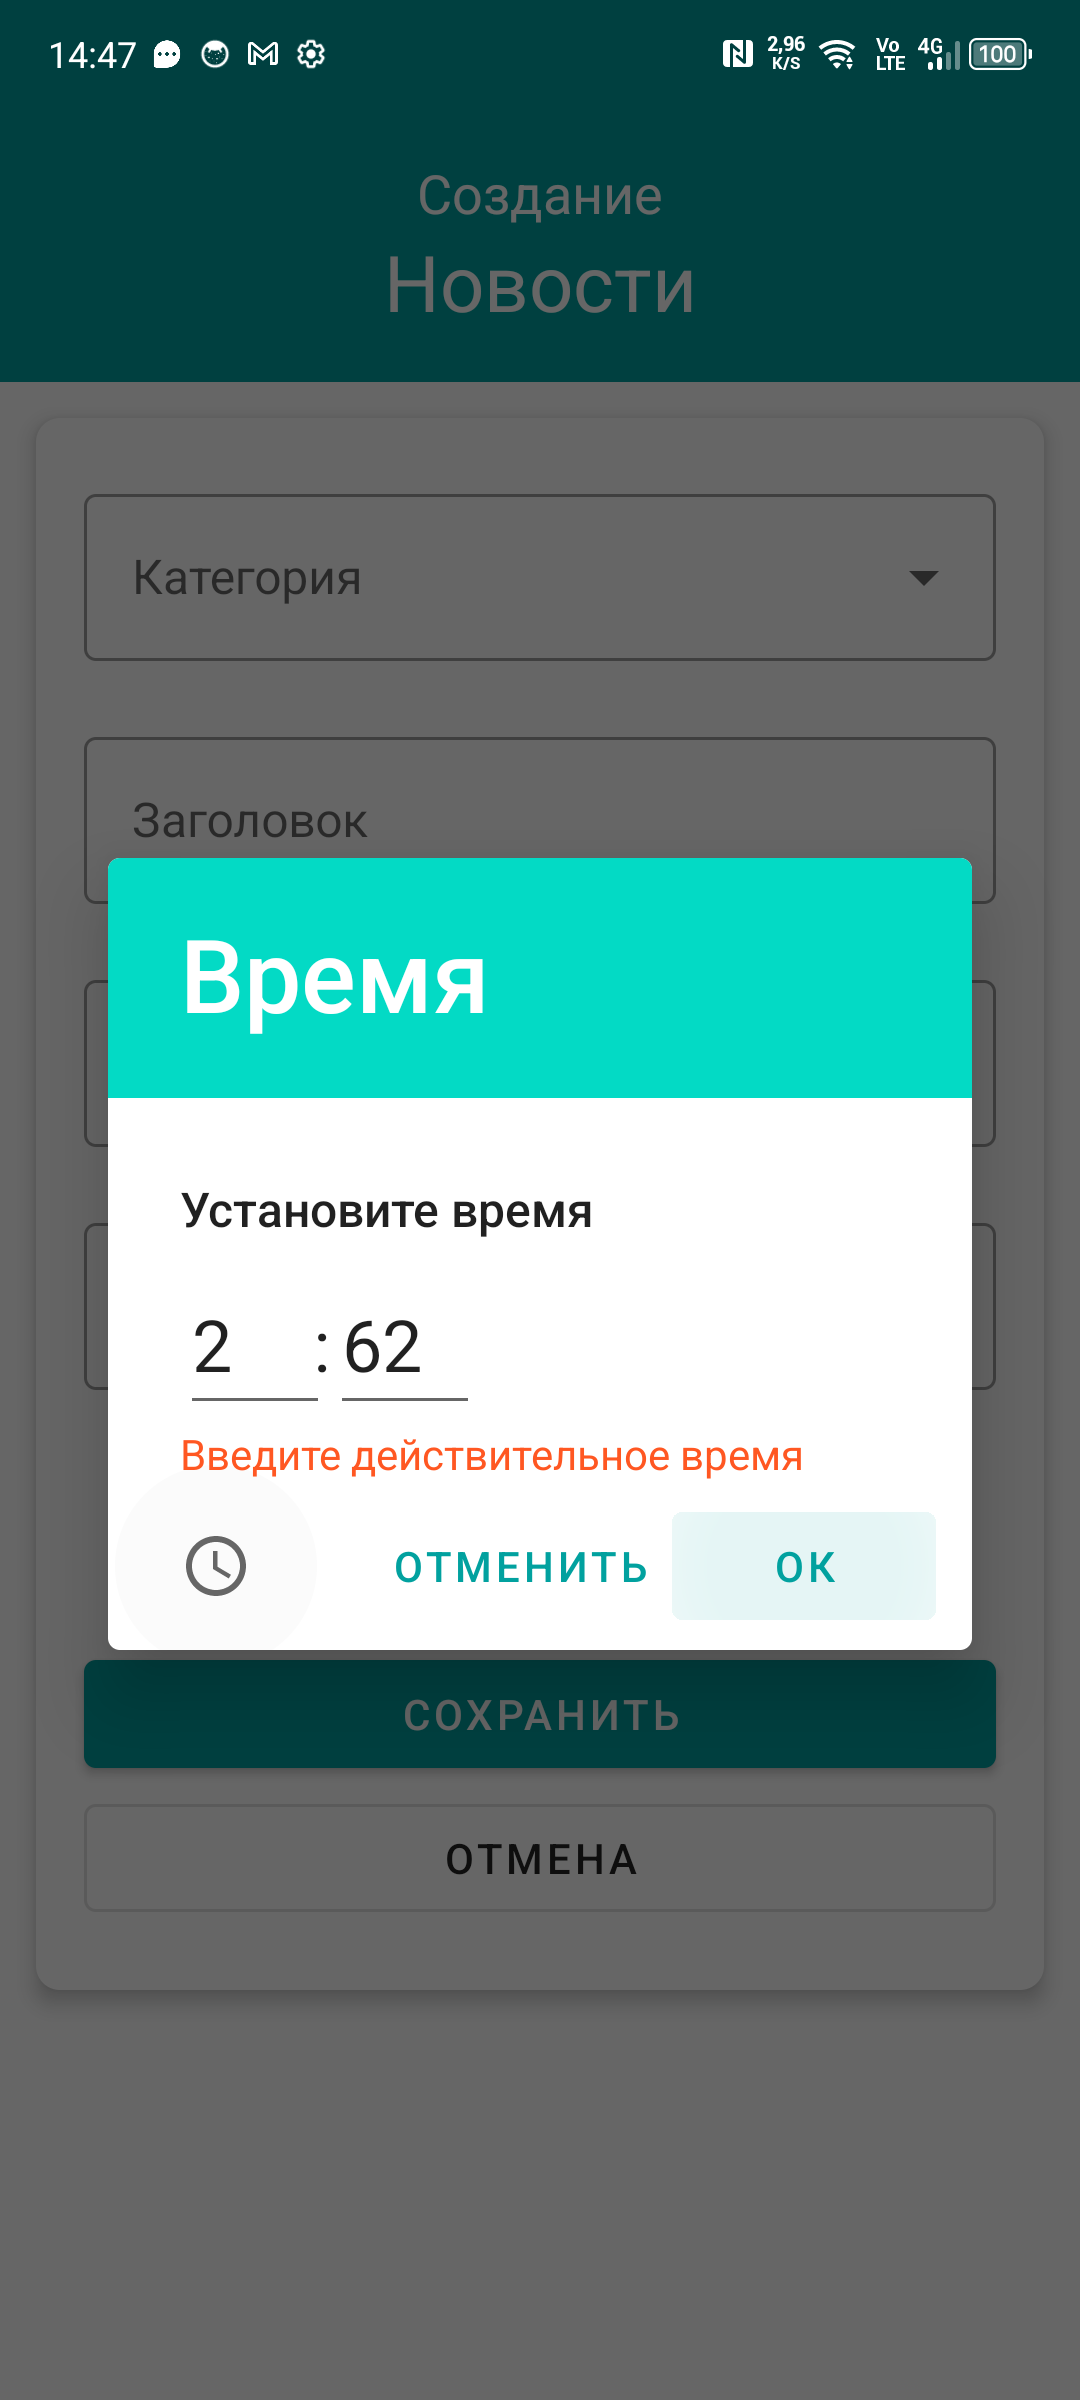 14:47 2,96 K/S Vo LTE 4G 100
Создание
Новости
Категория
Заголовок
Время
Установите время
2 : 62
Введите действительное время
ОТМЕНИТЬ ОК
СОХРАНИТЬ
ОТМЕНА